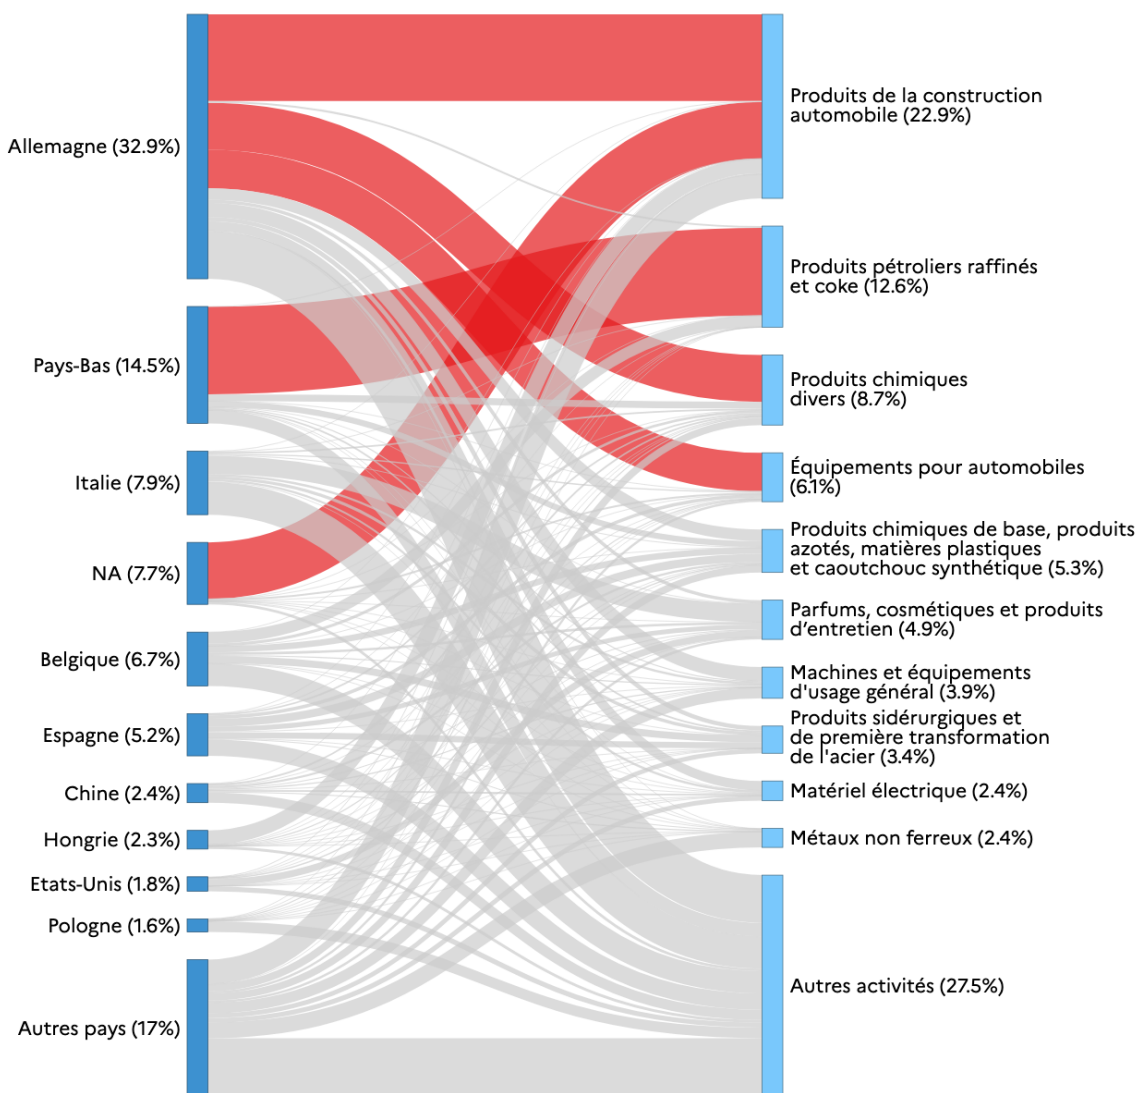 Allemagne (32.9%)
Pays-Bas (14.5%)
Italie (7.9%)
NA (7.7%)
Belgique (6.7%)
Espagne (5.2%)
Chine (2.4%)
Hongrie (2.3%)
Etats-Unis (1.8%)
Pologne (1.6%)
Autres pays (17%)
Produits de la construction
automobile (22.9%)
Produits pétroliers raffinés
et coke (12.6%)
Produits chimiques
divers (8.7%)
Équipements pour automobiles
(6.1%)
Produits chimiques de base, produits
azotés, matières plastiques
et caoutchouc synthétique (5.3%)
Parfums, cosmétiques et produits
d’entretien (4.9%)
Machines et équipements
d'usage général (3.9%)
Produits sidérurgiques et
de première transformation
de l'acier (3.4%)
Matériel électrique (2.4%)
Métaux non ferreux (2.4%)
Autres activités (27.5%)